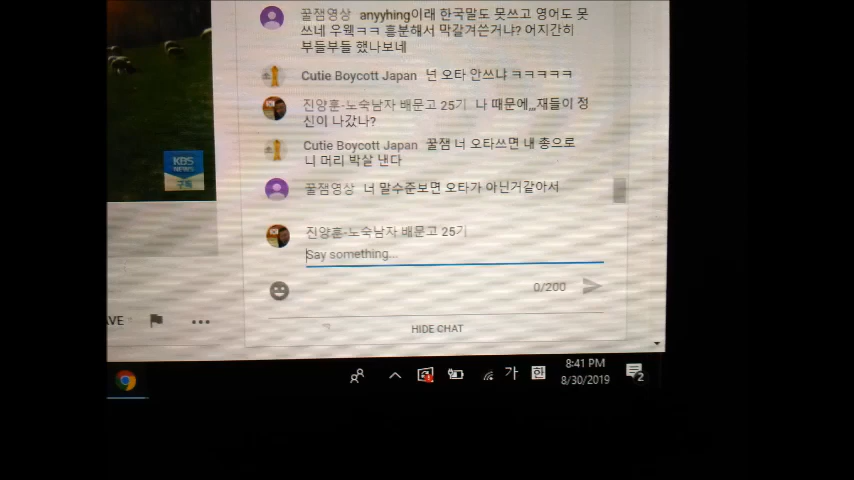 꿀잼영상 anyyhing이래 한국말도 못쓰고 영어도 못
쓰네 우웩ㅋㅋ 흥분해서 막갈겨쓴거냐? 어지간히
부들부들 했나보네
Cutie Boycott Japan 넌 오타 안쓰냐 ㅋㅋㅋㅋㅋ
진양훈-노숙남자 배문고 25기 나 때문에,,,재들이 정
신이 나갔나?
Cutie Boycott Japan 꿀잼 너 오타쓰면 내 총으로
니 머리 박살 낸다
KBS
NEWS
구독
꿀잼영상 너 말수준보면 오타가 아닌거같아서
진양훈-노숙남자 배문고 25기
Say something...
0/200
AVE
HIDE CHAT
가 한
8:41 PM
8/30/2019
2